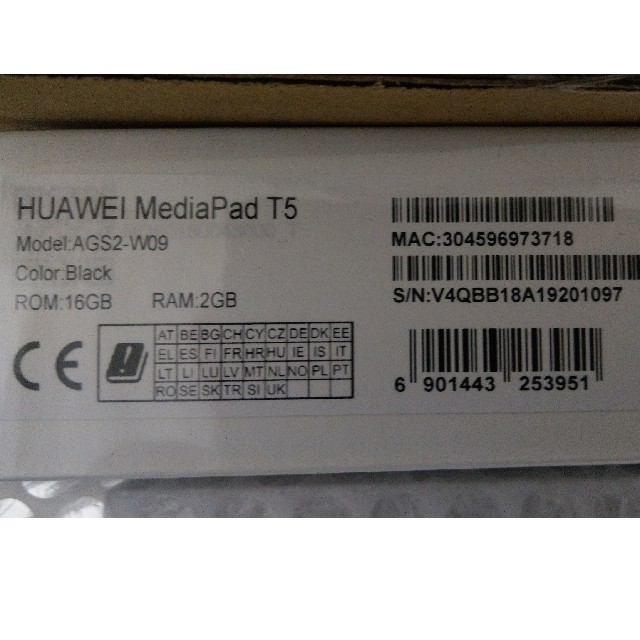 HUAWEI MediaPad T5
Model:AGS2-W09
Color:Black
ROM:16GB RAM:2GB
MAC:304596973718
S/N:V4QBB18A19201097
CE
AT BE BG CH CY CZ DE DK EE
EL ES FI FR HR HU IE IS IT
LT LI LU LV MT NL NO PL PT
RO SE SK TR SI UK
6 901443 253951